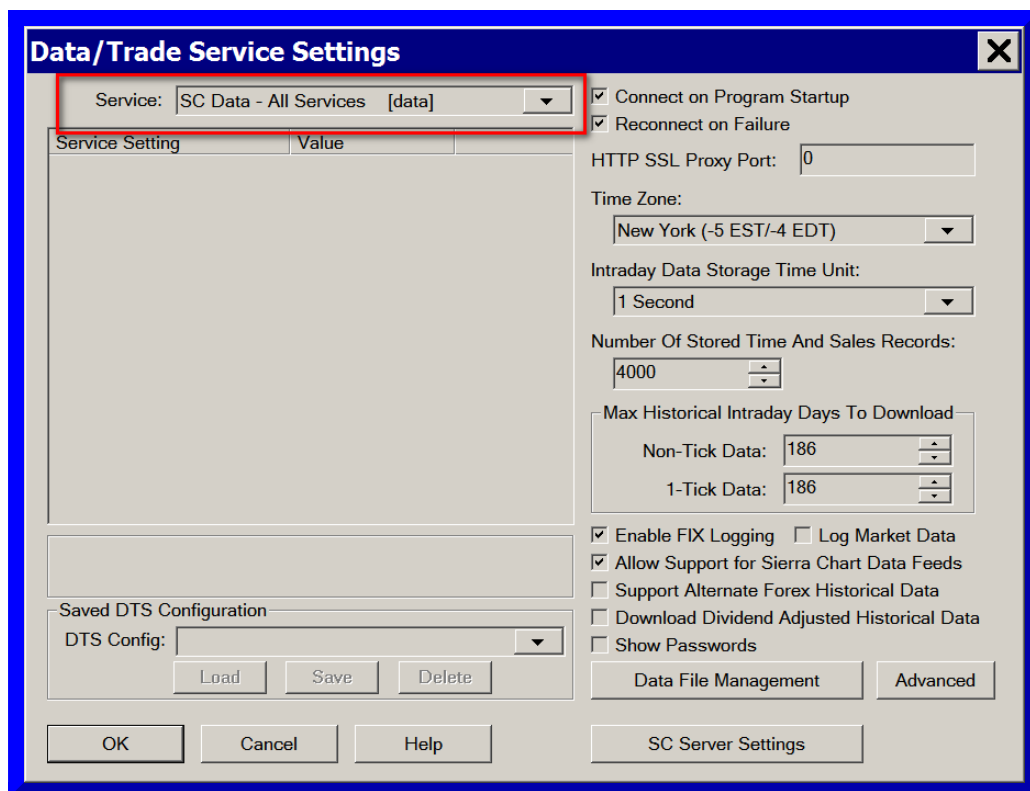 Data/Trade Service Settings
Service: SC Data - All Services [data]
Service Setting Value
Connect on Program Startup
Reconnect on Failure
HTTP SSL Proxy Port: 0
Time Zone:
New York (-5 EST/-4 EDT)
Intraday Data Storage Time Unit:
1 Second
Number Of Stored Time And Sales Records:
4000
Max Historical Intraday Days To Download
Non-Tick Data: 186
1-Tick Data: 186
Enable FIX Logging Log Market Data
Allow Support for Sierra Chart Data Feeds
Support Alternate Forex Historical Data
Download Dividend Adjusted Historical Data
Show Passwords
Saved DTS Configuration
DTS Config:
Load Save Delete
Data File Management Advanced
OK Cancel Help SC Server Settings